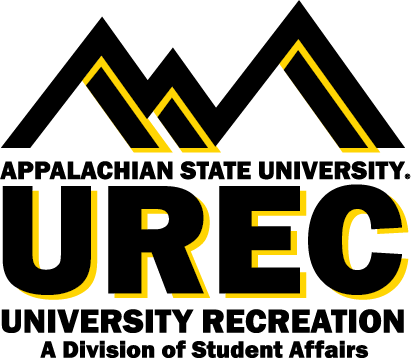 APPALACHIAN STATE UNIVERSITY.
UREC
UNIVERSITY RECREATION
A Division of Student Affairs